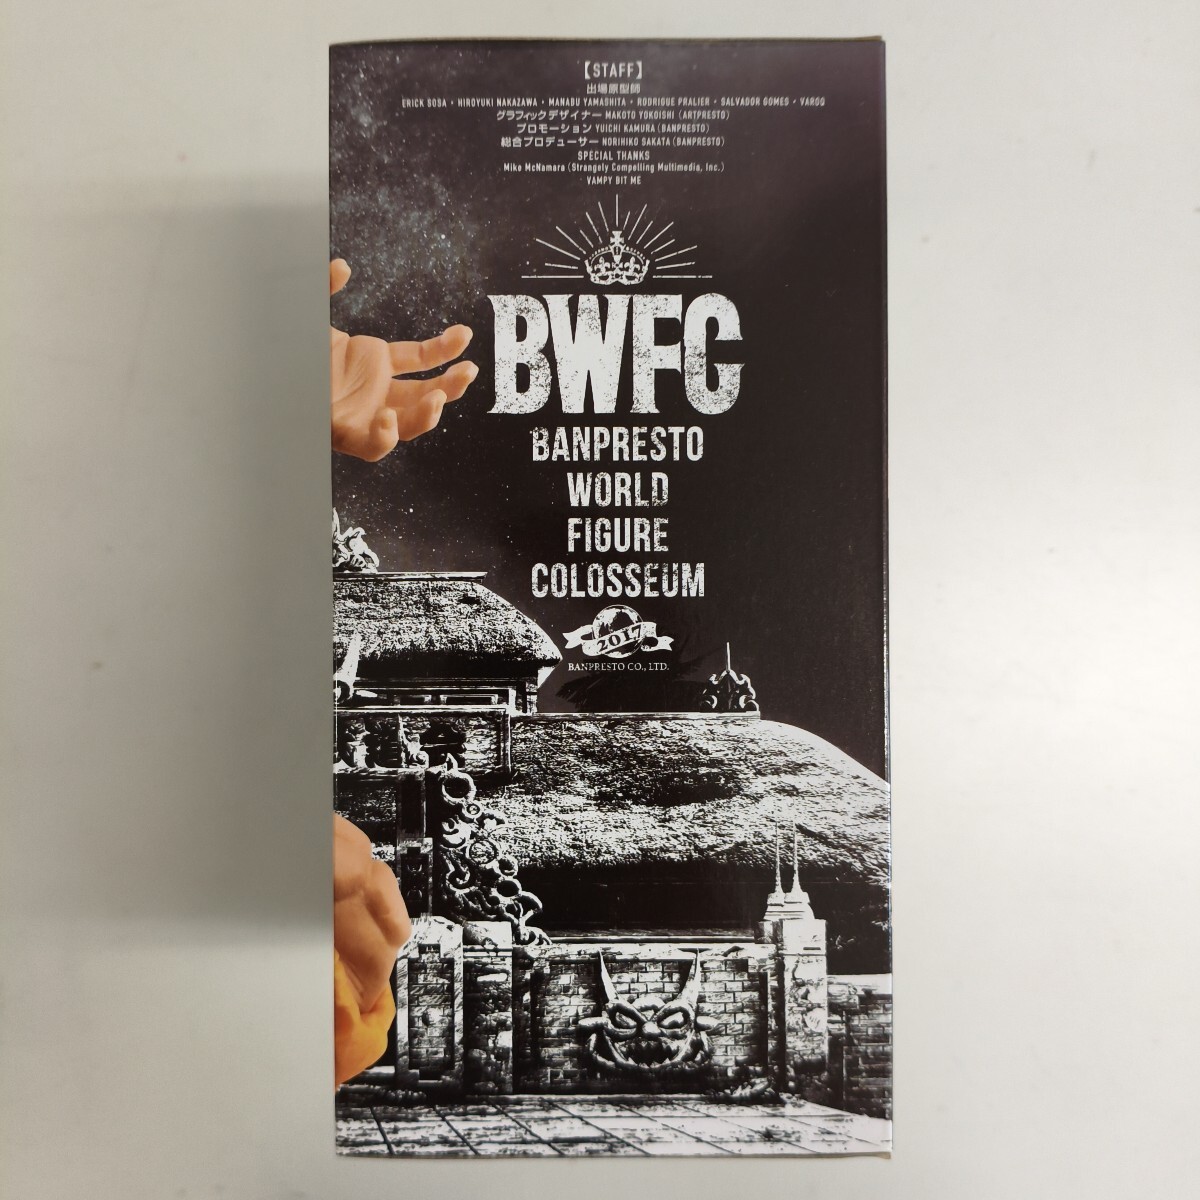 【STAFF】
出場原型師
ERICK SOSA・HIROYUKI NAKAZAWA・MANABU YAMASHITA・RODRIGUE PRALIER・SALVADOR GOMES・VAROQ
グラフィックデザイナー MAKOTO YOKOISHI (ARTPRESTO)
プロモーション YUICHI KAMURA (BANPRESTO)
総合プロデューサー NORIHIKO SAKATA (BANPRESTO)
SPECIAL THANKS
Mike McNamara (Strangely Compelling Multimedia, Inc.)
VAMPY BIT ME
BWFC
BANPRESTO
WORLD
FIGURE
COLOSSEUM
2017
BANPRESTO CO., LTD.